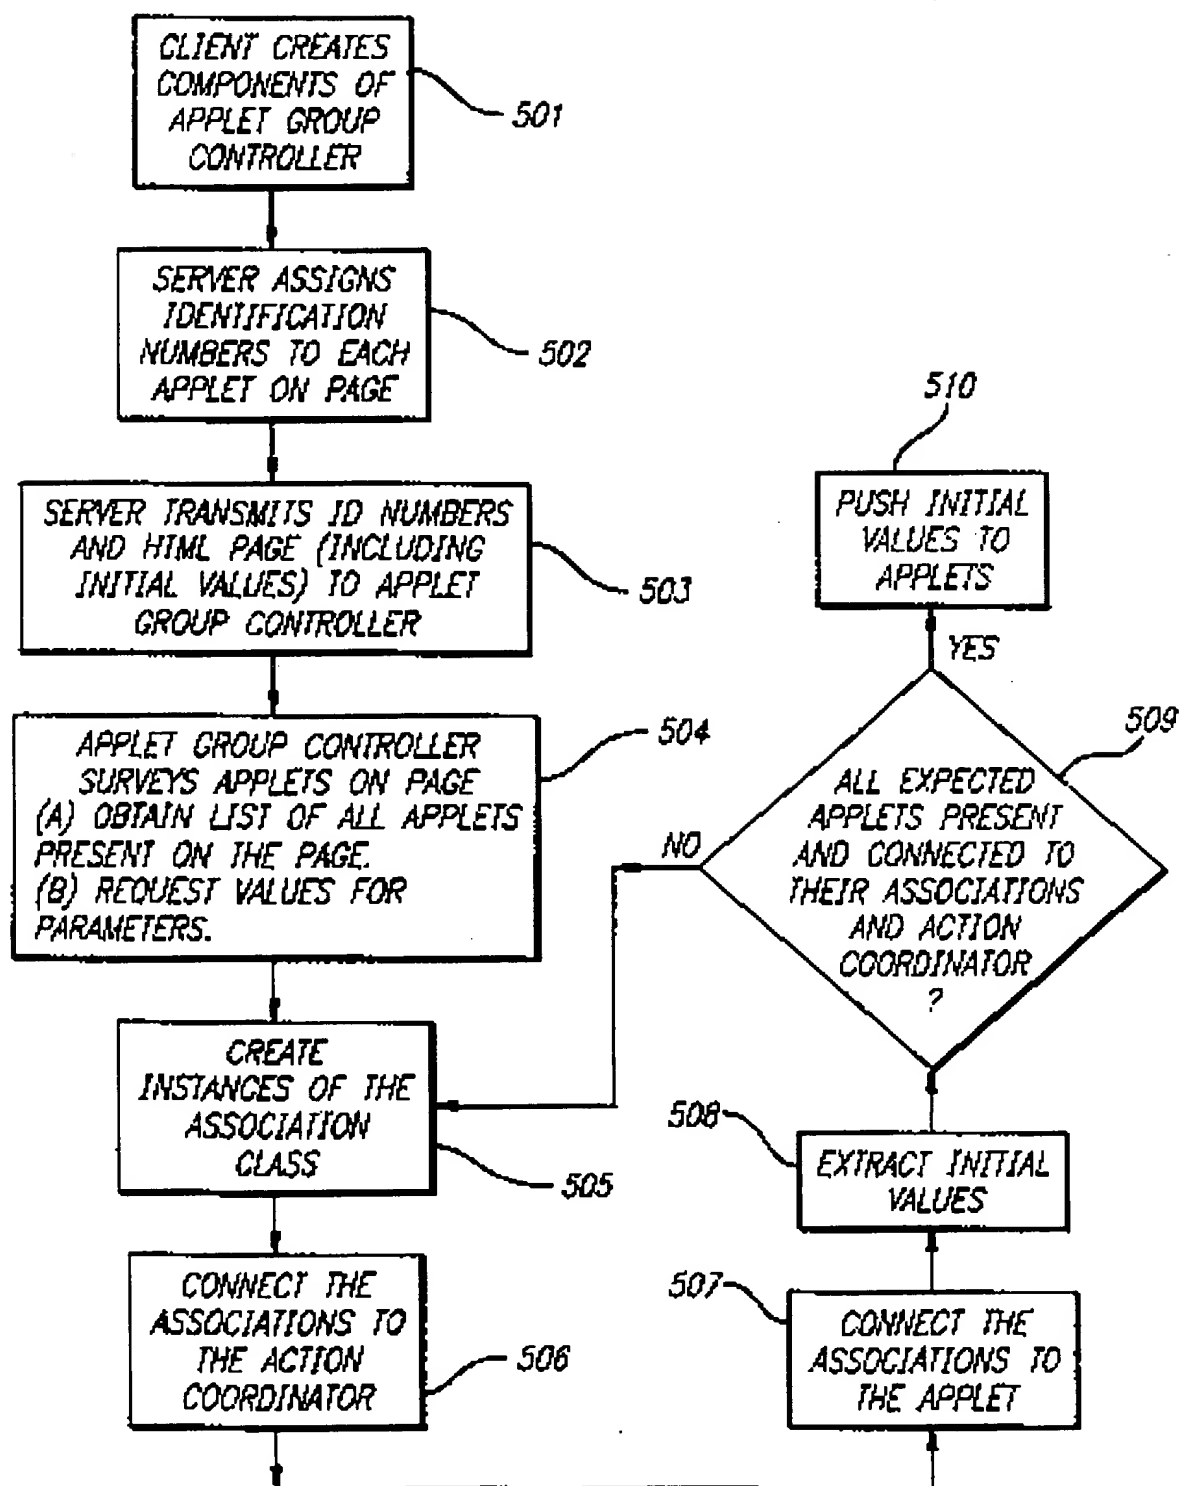 CLIENT CREATES
COMPONENTS OF
APPLET GROUP
CONTROLLER
501
SERVER ASSIGNS
IDENTIFICATION
NUMBERS TO EACH
APPLET ON PAGE
502
SERVER TRANSMITS ID NUMBERS
AND HTML PAGE (INCLUDING
INITIAL VALUES) TO APPLET
GROUP CONTROLLER
503
APPLET GROUP CONTROLLER
SURVEYS APPLETS ON PAGE
(A) OBTAIN LIST OF ALL APPLETS
PRESENT ON THE PAGE.
(B) REQUEST VALUES FOR
PARAMETERS.
504
CREATE
INSTANCES OF THE
ASSOCIATION
CLASS
505
CONNECT THE
ASSOCIATIONS TO
THE ACTION
COORDINATOR
506
507
CONNECT THE
ASSOCIATIONS TO
THE APPLET
508
EXTRACT INITIAL
VALUES
509
ALL EXPECTED
APPLETS PRESENT
AND CONNECTED TO
THEIR ASSOCIATIONS
AND ACTION
COORDINATOR
?
NO
YES
510
PUSH INITIAL
VALUES TO
APPLETS